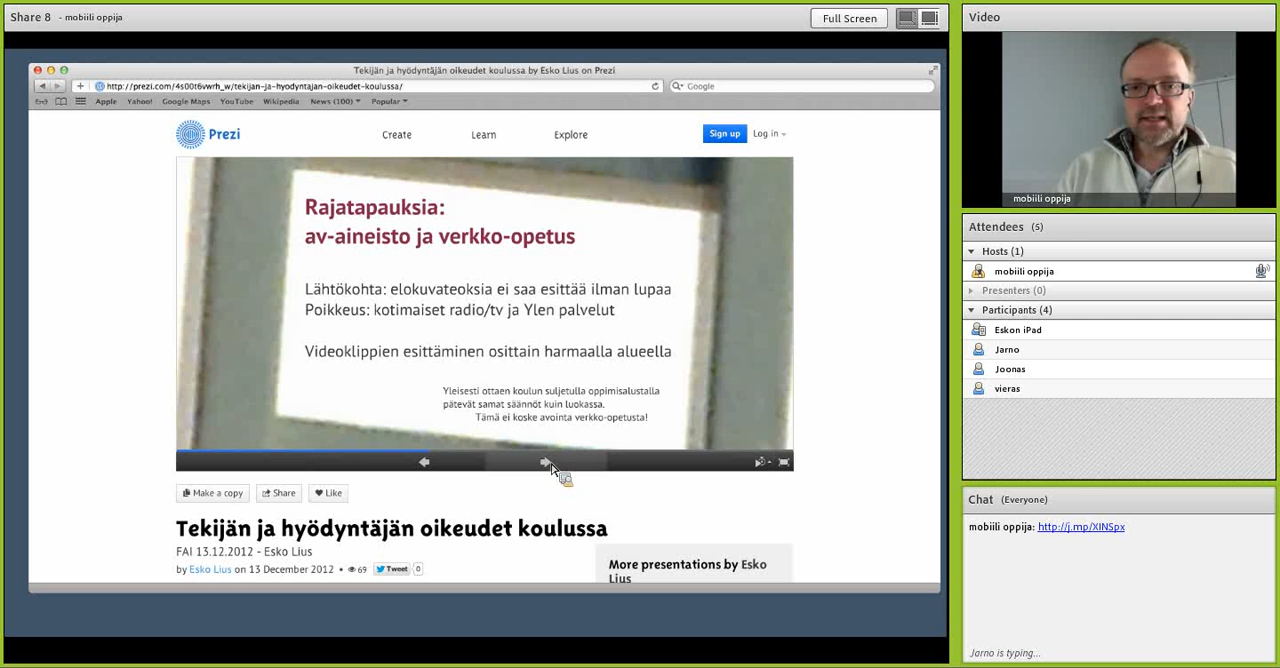 Share 8 - mobiili oppija
Full Screen
Tekijän ja hyödyntäjän oikeudet koulussa by Esko Lius on Prezi
http://prezi.com/4s00t6vwrh_w/tekijan-ja-hyodyntajan-oikeudet-koulussa/
Google
Apple Yahoo! Google Maps YouTube Wikipedia News (100) Popular
Prezi
Create Learn Explore
Sign up Log in
Rajatapauksia:
av-aineisto ja verkko-opetus
Lähtökohta: elokuvateoksia ei saa esittää ilman lupaa
Poikkeus: kotimaiset radio/tv ja Ylen palvelut
Videoklippien esittäminen osittain harmaalla alueella
Yleisesti ottaen koulun suljetulla oppimisalustalla
pätevät samat säännöt kuin luokassa.
Tämä ei koske avointa verkko-opetusta!
Make a copy Share Like
Tekijän ja hyödyntäjän oikeudet koulussa
FAI 13.12.2012 - Esko Lius
by Esko Lius on 13 December 2012 • 69 Tweet 0
More presentations by Esko
Lius
Video
mobiili oppija
Attendees (5)
Hosts (1)
mobiili oppija
Presenters (0)
Participants (4)
Eskon iPad
Jarno
Joonas
vieras
Chat (Everyone)
mobiili oppija: http://j.mp/XINSpx
Jarno is typing...